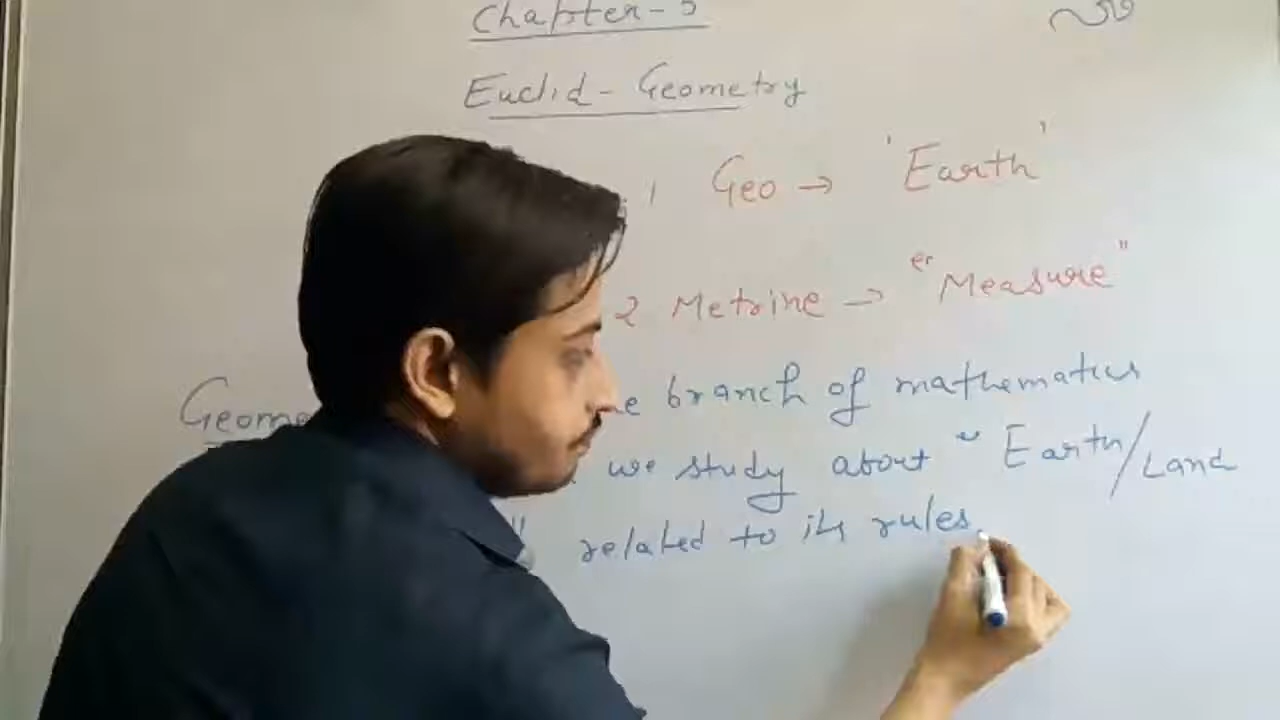 Chapter-5
Euclid- Geometry
1 Geo → 'Earth'
2 Metrine → "Measure"
branch of mathematics
we study about " Earth/Land
" related to its rules.